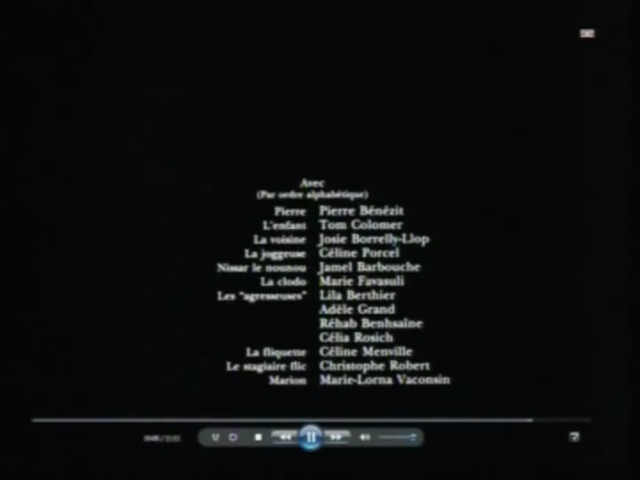 Avec
(Par ordre alphabétique)
Pierre Pierre Bénézit
L'enfant Tom Colomer
La voisine Josie Borrelly-Llop
La joggeuse Céline Porcel
Nissar le nounou Jamel Barbouche
La clodo Marie Favasuli
Les "agresseuses" Lila Berthier
Adèle Grand
Réhab Benhsaïne
Célia Rosich
La fliquette Céline Menville
Le stagiaire flic Christophe Robert
Marion Marie-Lorna Vaconsin